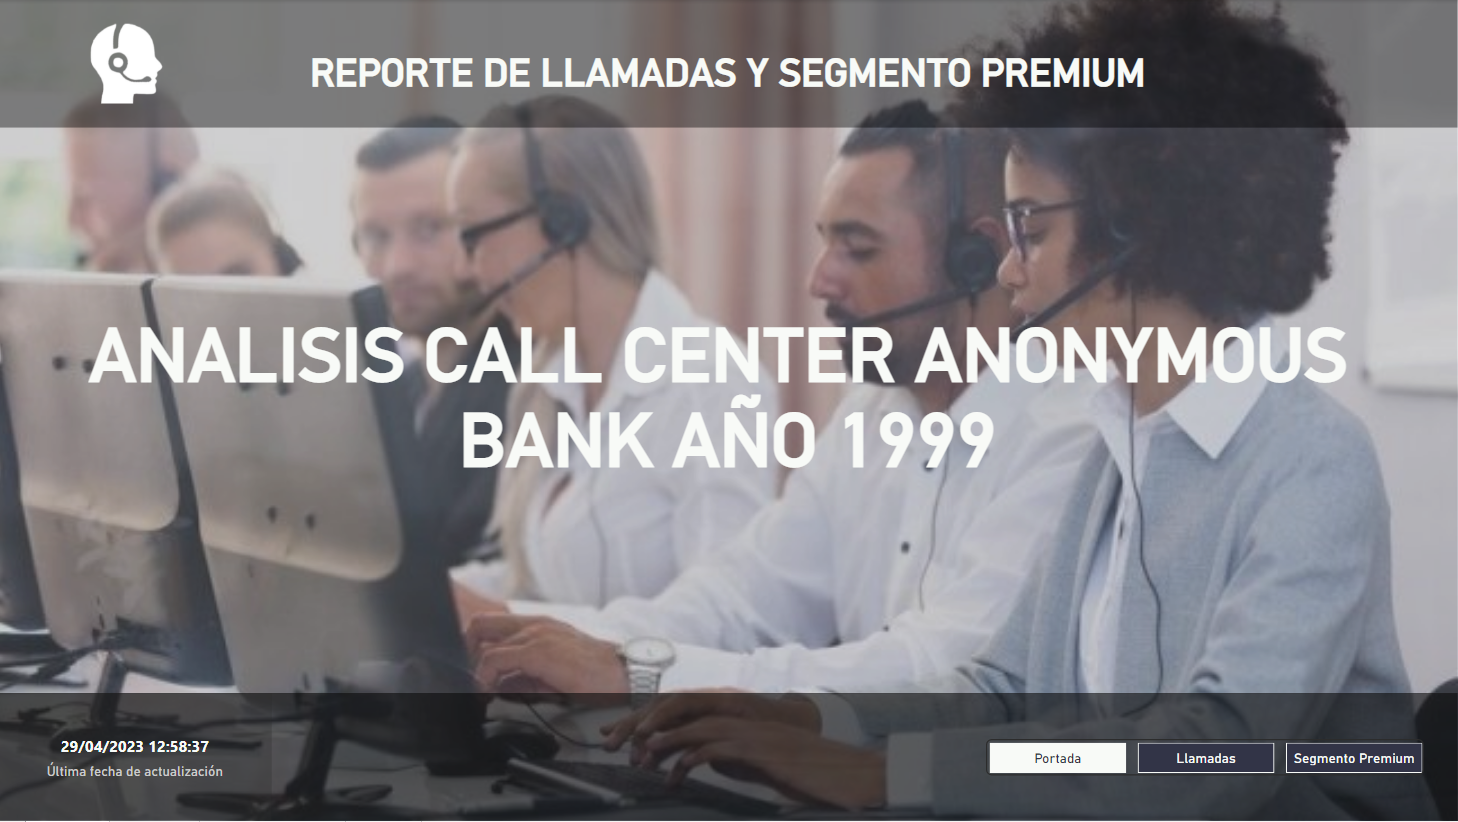 REPORTE DE LLAMADAS Y SEGMENTO PREMIUM
ANALISIS CALL CENTER ANONYMOUS
BANK AÑO 1999
29/04/2023 12:58:37
Última fecha de actualización
Portada
Llamadas
Segmento Premium